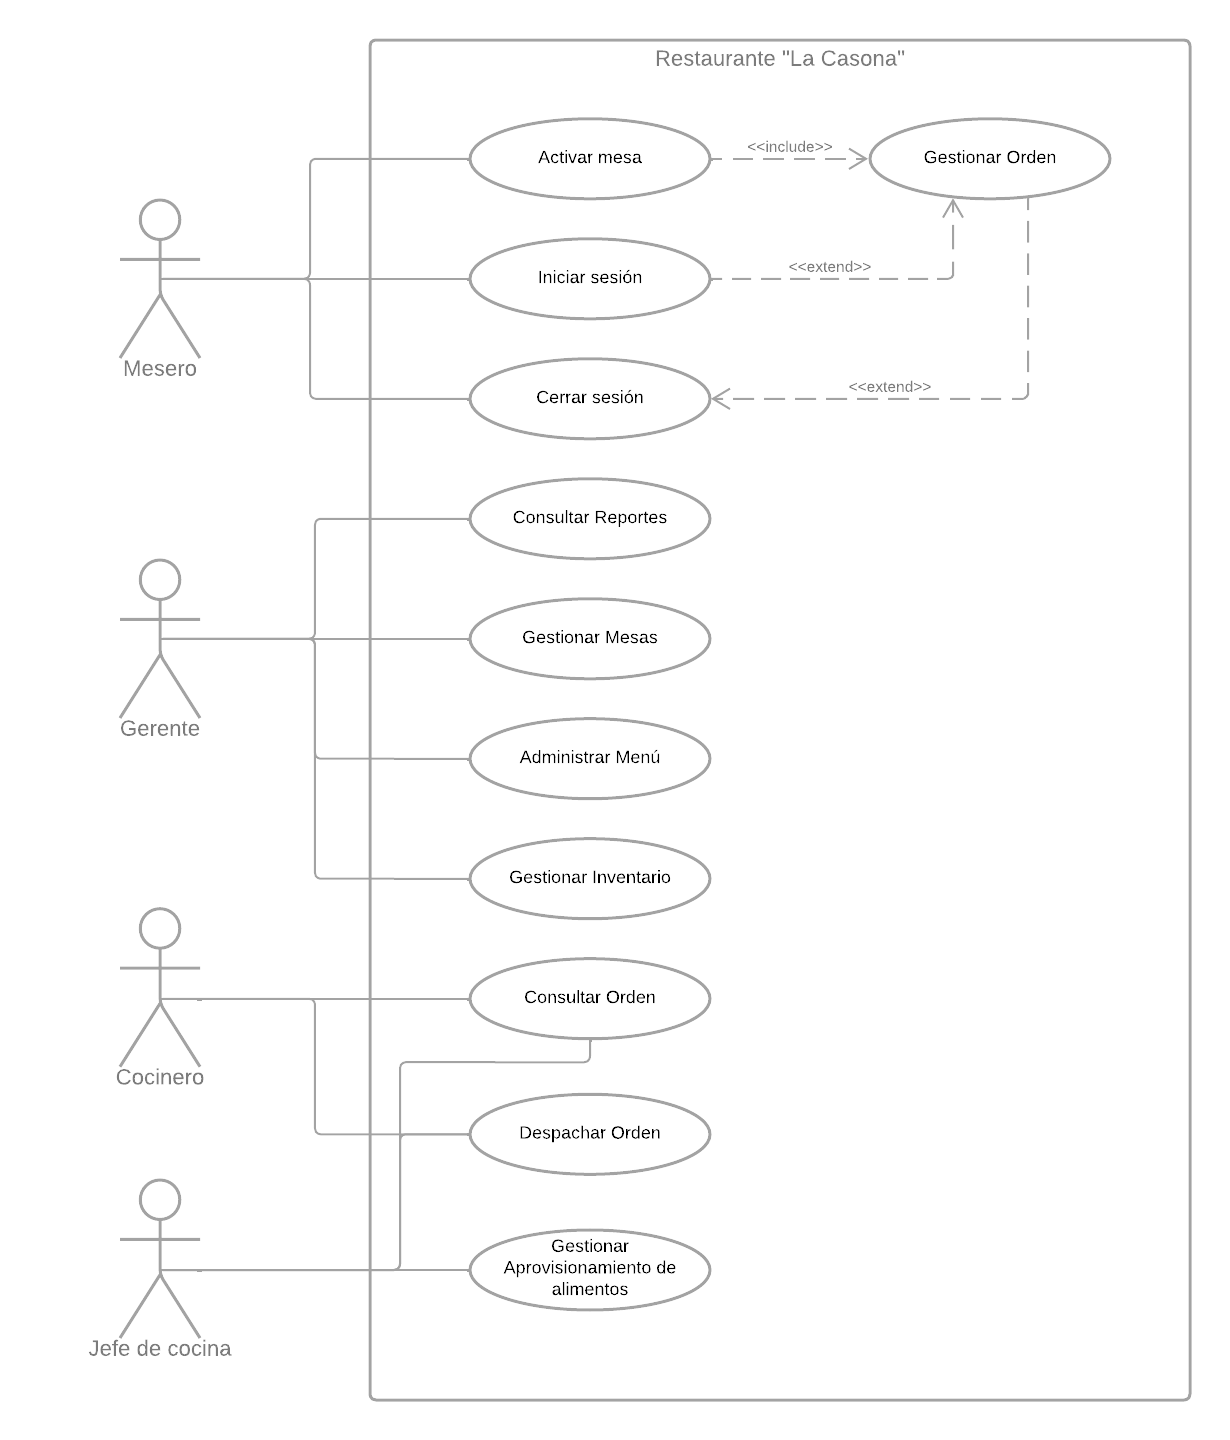 Restaurante "La Casona"
Activar mesa
<<include>>
Gestionar Orden
Iniciar sesión
<<extend>>
Mesero
Cerrar sesión
<<extend>>
Consultar Reportes
Gestionar Mesas
Gerente
Administrar Menú
Gestionar Inventario
Consultar Orden
Cocinero
Despachar Orden
Gestionar
Aprovisionamiento de
alimentos
Jefe de cocina